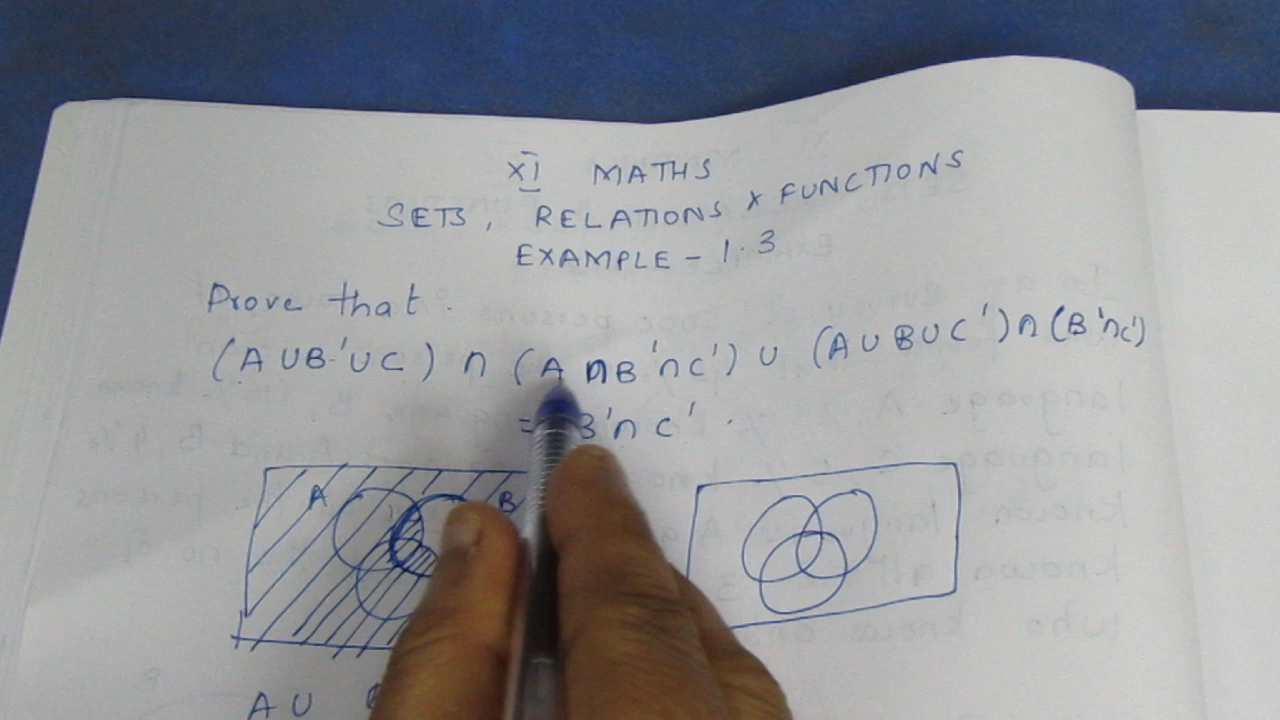 XI MATHS
SETS, RELATIONS & FUNCTIONS
EXAMPLE - 1.3
Prove that.
(A∪B'∪C) ∩ (A∩B'∩C') ∪ (A∪B∪C')∩(B'∩C')
= B'∩C'.
A B
A∪